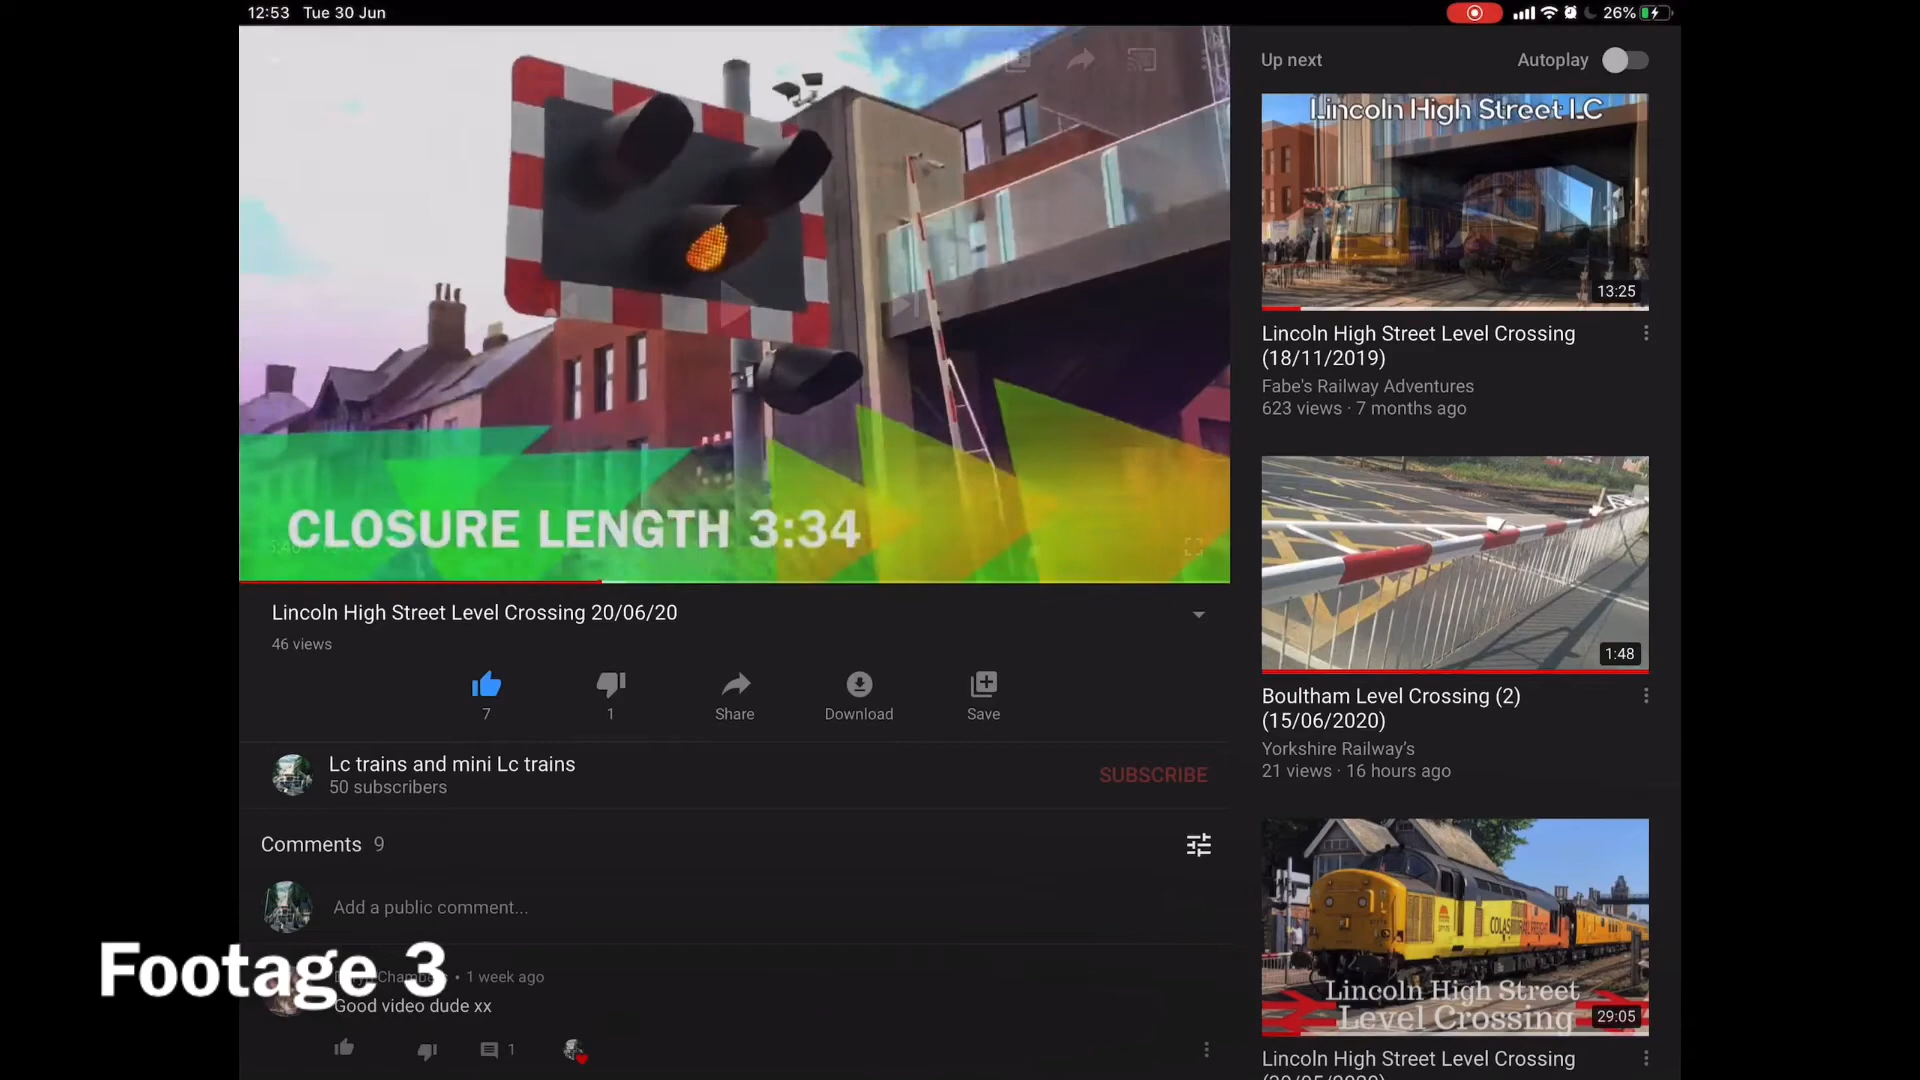 12:53 Tue 30 Jun
26%
CLOSURE LENGTH 3:34
Lincoln High Street Level Crossing 20/06/20
46 views
7
1
Share
Download
Save
Lc trains and mini Lc trains
50 subscribers
SUBSCRIBE
Comments 9
Add a public comment...
• 1 week ago
Good video dude xx
1
Footage 3
Up next
Autoplay
Lincoln High Street LC
13:25
Lincoln High Street Level Crossing
(18/11/2019)
Fabe's Railway Adventures
623 views · 7 months ago
1:48
Boultham Level Crossing (2)
(15/06/2020)
Yorkshire Railway's
21 views · 16 hours ago
COLAS RAIL FREIGHT
Lincoln High Street
Level Crossing
29:05
Lincoln High Street Level Crossing